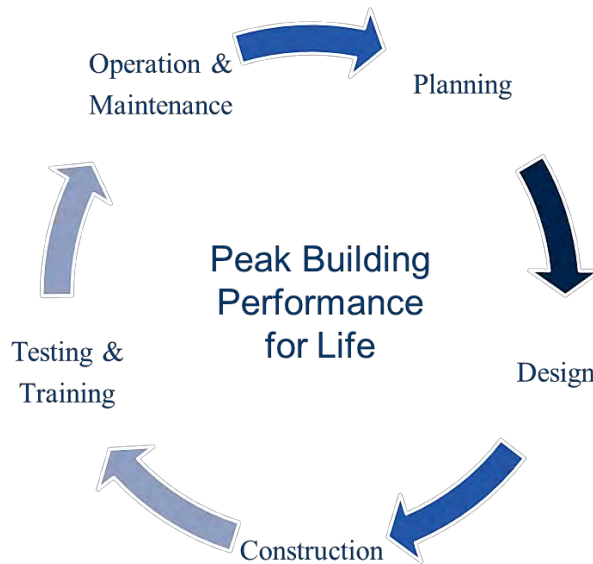 Operation &
Maintenance
Planning
Peak Building
Performance
for Life
Testing &
Training
Design
Construction